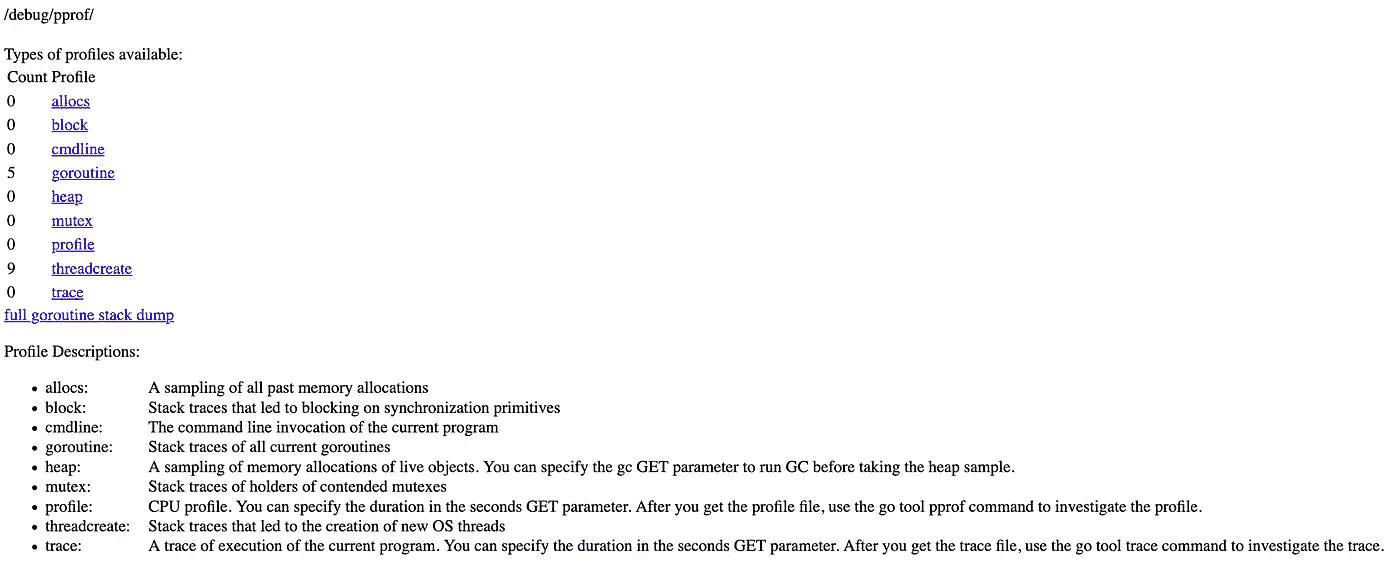 /debug/pprof/
Types of profiles available:
Count Profile
0 allocs
0 block
0 cmdline
5 goroutine
0 heap
0 mutex
0 profile
9 threadcreate
0 trace
full goroutine stack dump
Profile Descriptions:
• allocs: A sampling of all past memory allocations
• block: Stack traces that led to blocking on synchronization primitives
• cmdline: The command line invocation of the current program
• goroutine: Stack traces of all current goroutines
• heap: A sampling of memory allocations of live objects. You can specify the gc GET parameter to run GC before taking the heap sample.
• mutex: Stack traces of holders of contended mutexes
• profile: CPU profile. You can specify the duration in the seconds GET parameter. After you get the profile file, use the go tool pprof command to investigate the profile.
• threadcreate: Stack traces that led to the creation of new OS threads
• trace: A trace of execution of the current program. You can specify the duration in the seconds GET parameter. After you get the trace file, use the go tool trace command to investigate the trace.